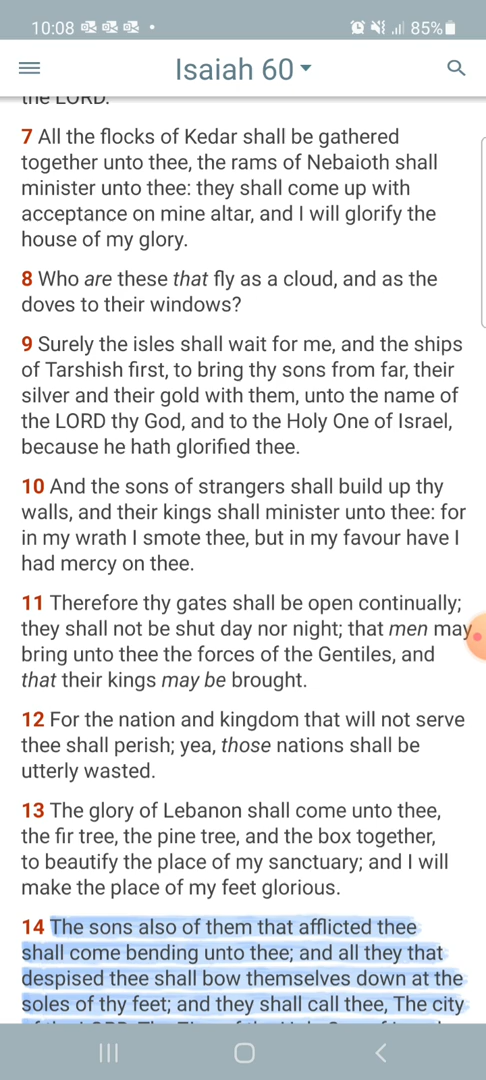 10:08
85%
Isaiah 60
the LORD.
7 All the flocks of Kedar shall be gathered
together unto thee, the rams of Nebaioth shall
minister unto thee: they shall come up with
acceptance on mine altar, and I will glorify the
house of my glory.
8 Who are these that fly as a cloud, and as the
doves to their windows?
9 Surely the isles shall wait for me, and the ships
of Tarshish first, to bring thy sons from far, their
silver and their gold with them, unto the name of
the LORD thy God, and to the Holy One of Israel,
because he hath glorified thee.
10 And the sons of strangers shall build up thy
walls, and their kings shall minister unto thee: for
in my wrath I smote thee, but in my favour have I
had mercy on thee.
11 Therefore thy gates shall be open continually;
they shall not be shut day nor night; that men may
bring unto thee the forces of the Gentiles, and
that their kings may be brought.
12 For the nation and kingdom that will not serve
thee shall perish; yea, those nations shall be
utterly wasted.
13 The glory of Lebanon shall come unto thee,
the fir tree, the pine tree, and the box together,
to beautify the place of my sanctuary; and I will
make the place of my feet glorious.
14 The sons also of them that afflicted thee
shall come bending unto thee; and all they that
despised thee shall bow themselves down at the
soles of thy feet; and they shall call thee, The city